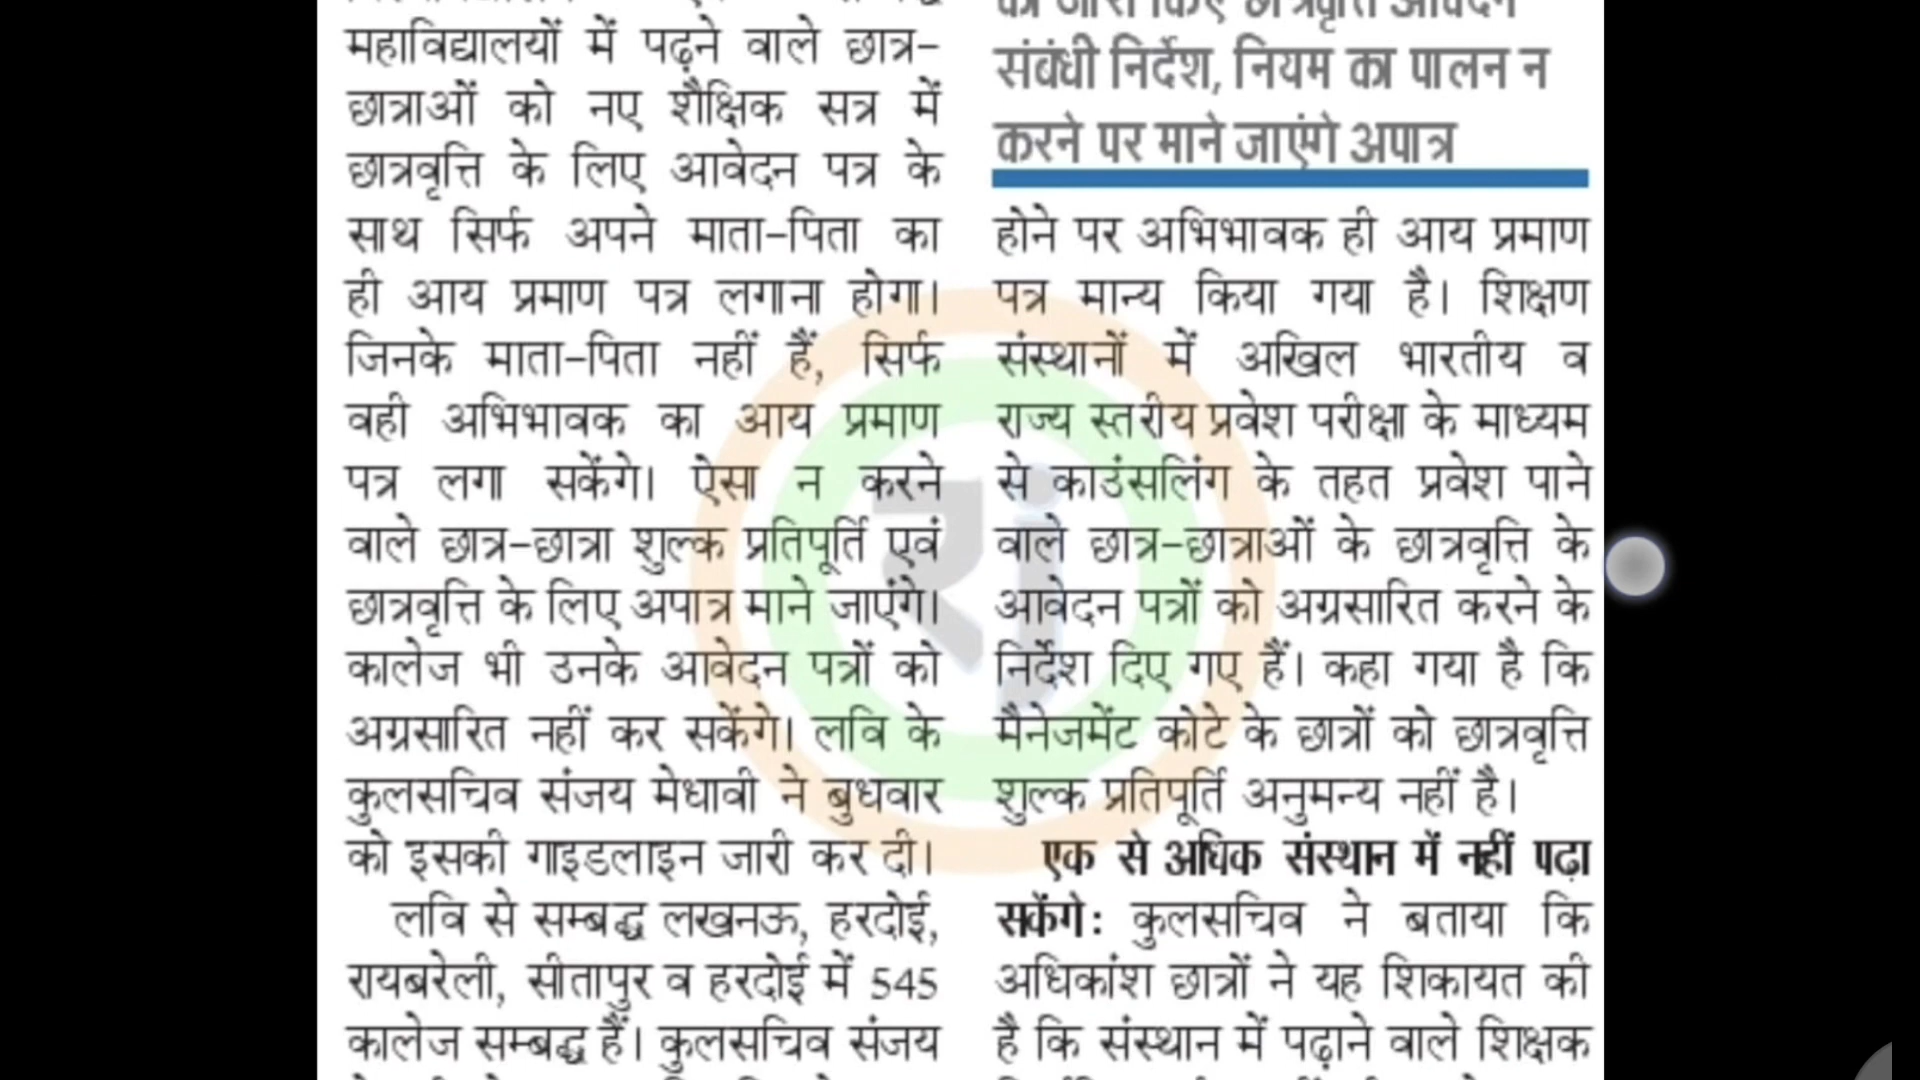 महाविद्यालयों में पढ़ने वाले छात्र-
छात्राओं को नए शैक्षिक सत्र में
छात्रवृत्ति के लिए आवेदन पत्र के
साथ सिर्फ अपने माता-पिता का
ही आय प्रमाण पत्र लगाना होगा।
जिनके माता-पिता नहीं हैं, सिर्फ
वही अभिभावक का आय प्रमाण
पत्र लगा सकेंगे। ऐसा न करने
वाले छात्र-छात्रा शुल्क प्रतिपूर्ति एवं
छात्रवृत्ति के लिए अपात्र माने जाएंगे।
कालेज भी उनके आवेदन पत्रों को
अग्रसारित नहीं कर सकेंगे। लवि के
कुलसचिव संजय मेधावी ने बुधवार
को इसकी गाइडलाइन जारी कर दी।
लवि से सम्बद्ध लखनऊ, हरदोई,
रायबरेली, सीतापुर व हरदोई में 545
कालेज सम्बद्ध हैं। कुलसचिव संजय
को जारी किए छात्रवृत्ति आवेदन
संबंधी निर्देश, नियम का पालन न
करने पर माने जाएंगे अपात्र
होने पर अभिभावक ही आय प्रमाण
पत्र मान्य किया गया है। शिक्षण
संस्थानों में अखिल भारतीय व
राज्य स्तरीय प्रवेश परीक्षा के माध्यम
से काउंसलिंग के तहत प्रवेश पाने
वाले छात्र-छात्राओं के छात्रवृत्ति के
आवेदन पत्रों को अग्रसारित करने के
निर्देश दिए गए हैं। कहा गया है कि
मैनेजमेंट कोटे के छात्रों को छात्रवृत्ति
शुल्क प्रतिपूर्ति अनुमन्य नहीं है।
एक से अधिक संस्थान में नहीं पढ़ा
सकेंगे: कुलसचिव ने बताया कि
अधिकांश छात्रों ने यह शिकायत की
है कि संस्थान में पढ़ाने वाले शिक्षक
रj